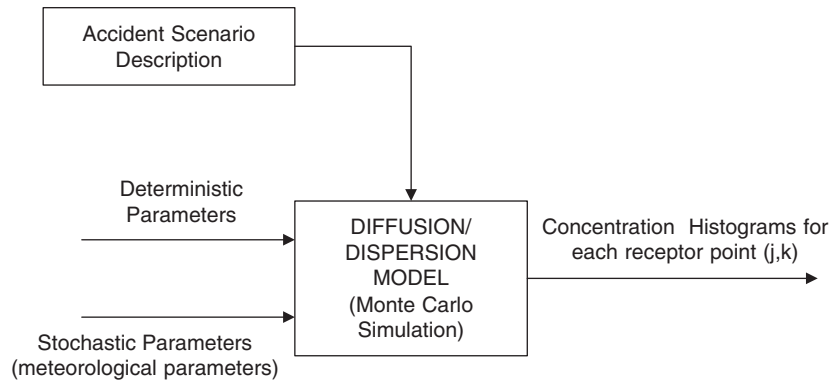 Accident Scenario
Description
Deterministic
Parameters
DIFFUSION/
DISPERSION
MODEL
(Monte Carlo
Simulation)
Concentration Histograms for
each receptor point (j,k)
Stochastic Parameters
(meteorological parameters)